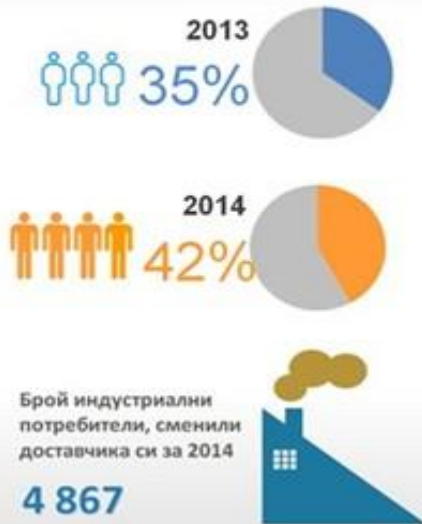 2013
35%
2014
42%
Брой индустриални
потребители, сменили
доставчика си за 2014
4 867